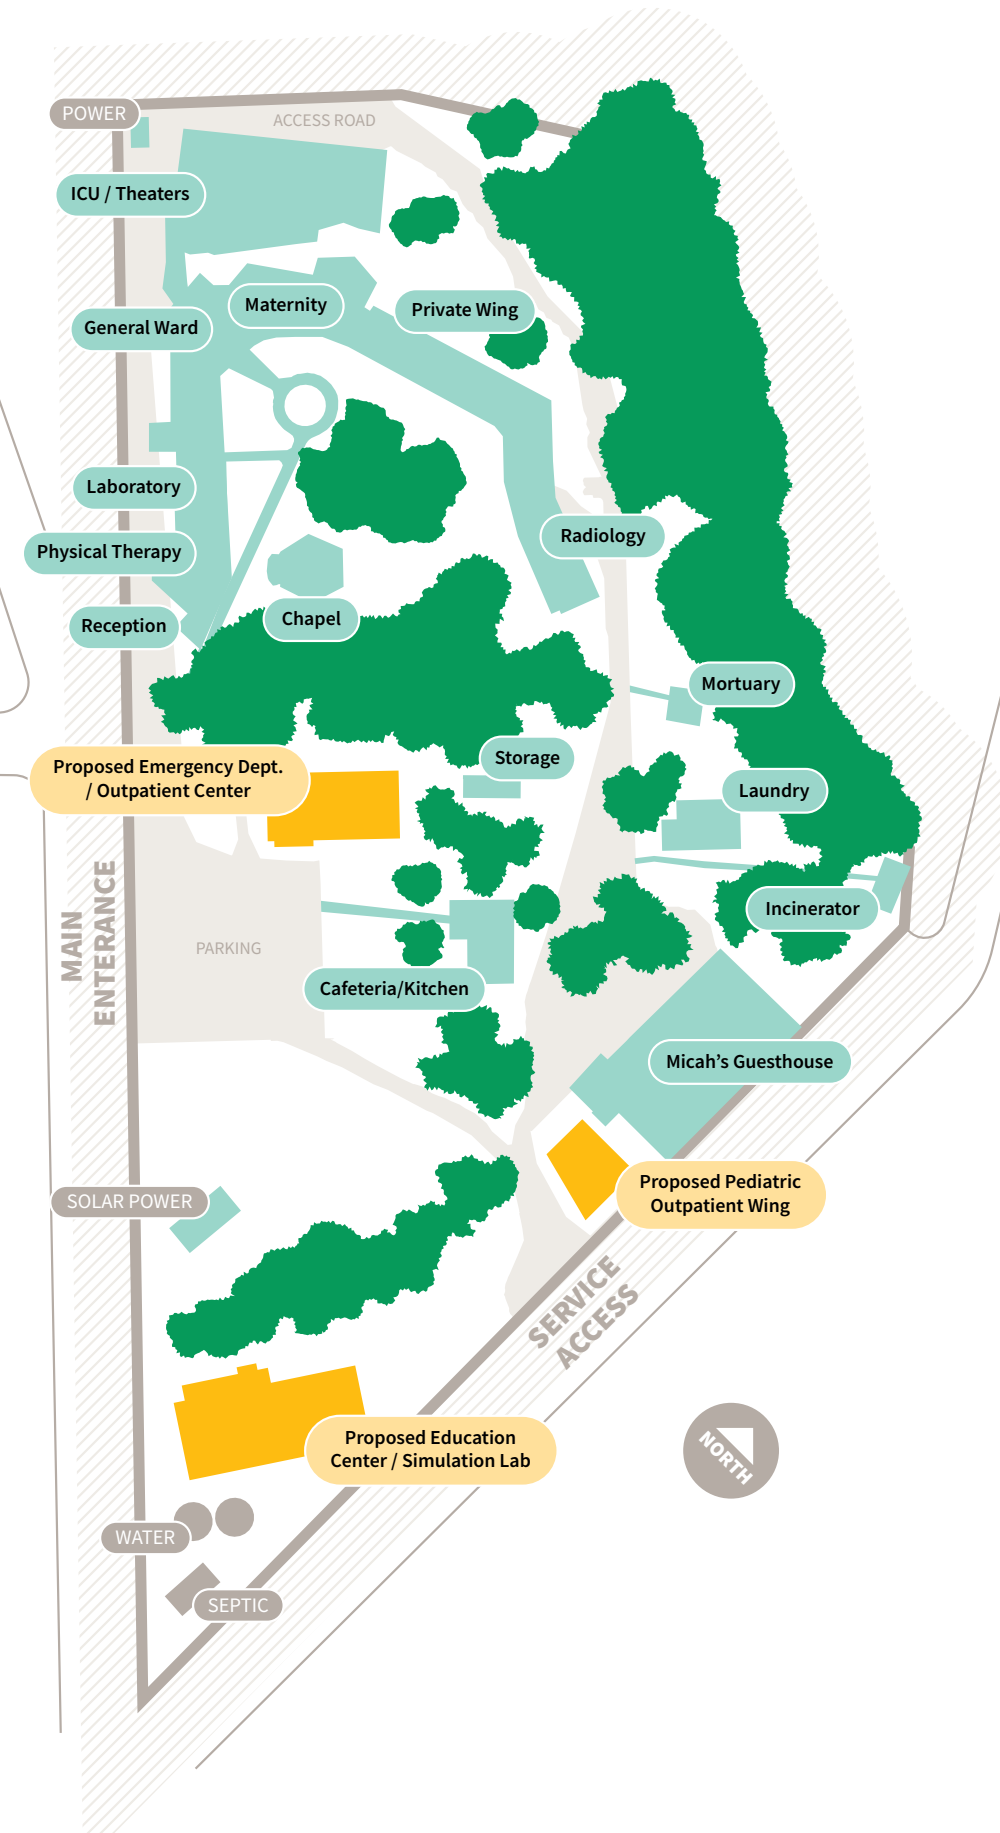 POWER
ACCESS ROAD
ICU / Theaters
Maternity
Private Wing
General Ward
Laboratory
Radiology
Physical Therapy
Chapel
Reception
Mortuary
Storage
Proposed Emergency Dept.
/ Outpatient Center
Laundry
Incinerator
MAIN
ENTERANCE
PARKING
Cafeteria/Kitchen
Micah’s Guesthouse
Proposed Pediatric
Outpatient Wing
SOLAR POWER
SERVICE
ACCESS
Proposed Education
Center / Simulation Lab
NORTH
WATER
SEPTIC